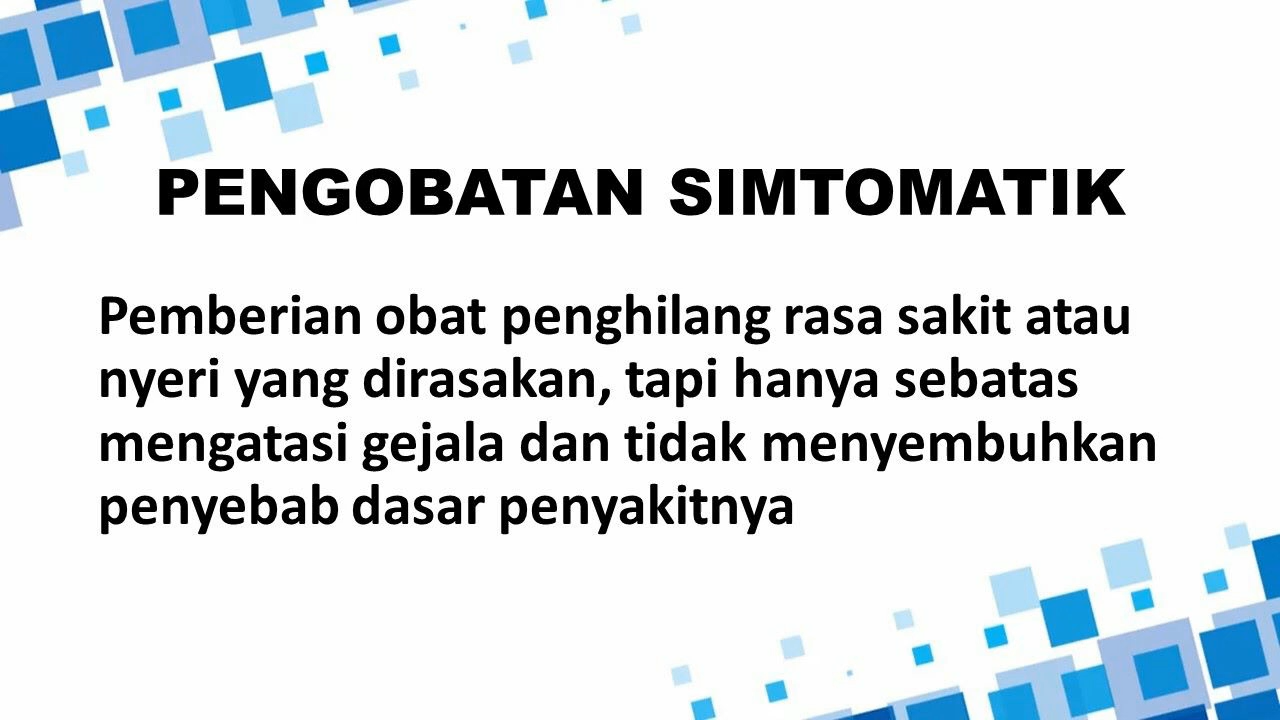 PENGOBATAN SIMTOMATIK
Pemberian obat penghilang rasa sakit atau
nyeri yang dirasakan, tapi hanya sebatas
mengatasi gejala dan tidak menyembuhkan
penyebab dasar penyakitnya